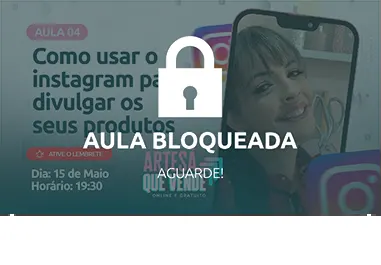 AULA 04
Como usar o
instagram pa
divulgar os
seus produtos
AULA BLOQUEADA
ATIVE O LEMBRETE
Dia: 15 de Maio
Horário: 19:30
ARTESÃ
QUE VENDE
ONLINE E GRATUITO
AGUARDE!